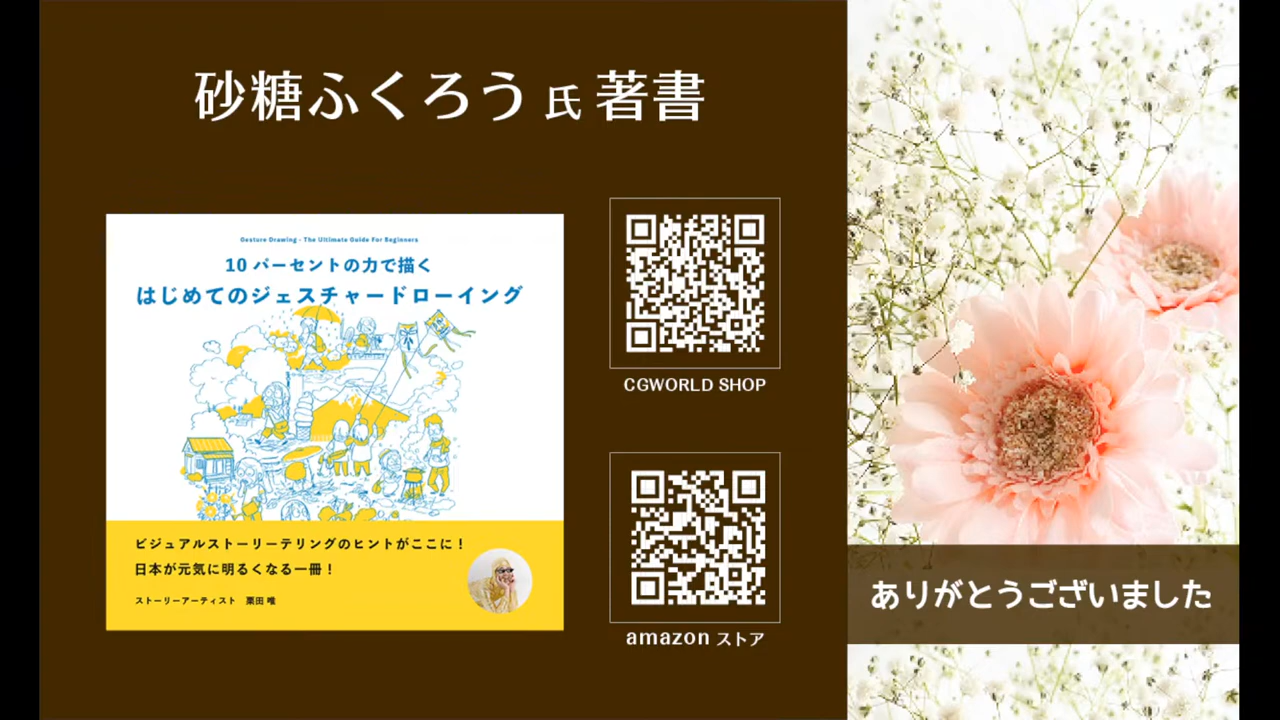 砂糖ふくろう 氏 著書
Gesture Drawing - The Ultimate Guide For Beginners
10 パーセントの力で描く
はじめてのジェスチャードローイング
ビジュアルストーリーテリングのヒントがここに！
日本が元気に明るくなる一冊！
ストーリーアーティスト 栗田 唯
CGWORLD SHOP
amazon ストア
ありがとうございました